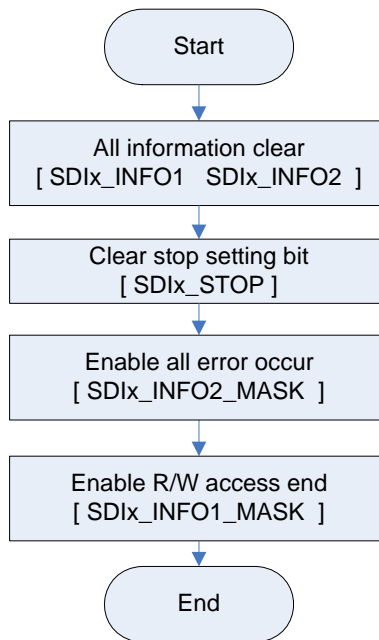 Start
All information clear
[ SDIx_INFO1 SDIx_INFO2 ]
Clear stop setting bit
[ SDIx_STOP ]
Enable all error occur
[ SDIx_INFO2_MASK ]
Enable R/W access end
[ SDIx_INFO1_MASK ]
End